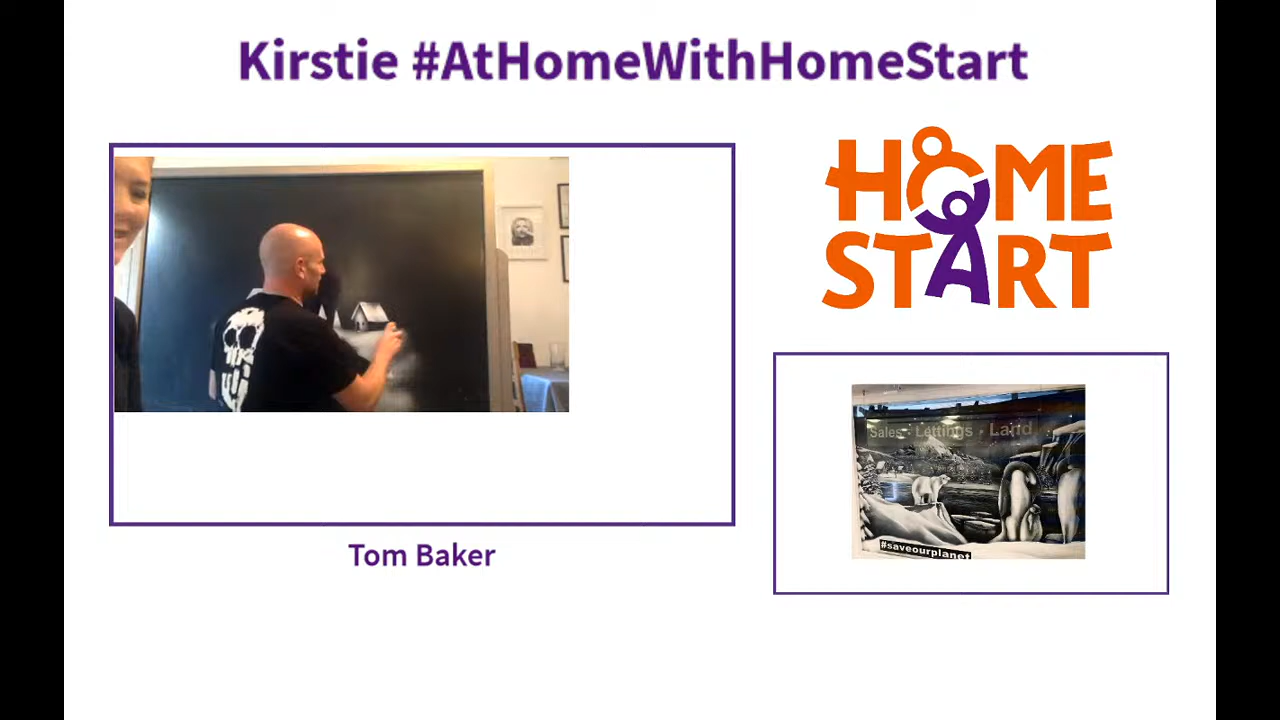 Kirstie #AtHomeWithHomeStart
HOME
START
Sales · Lettings · Land
#saveourplanet
Tom Baker